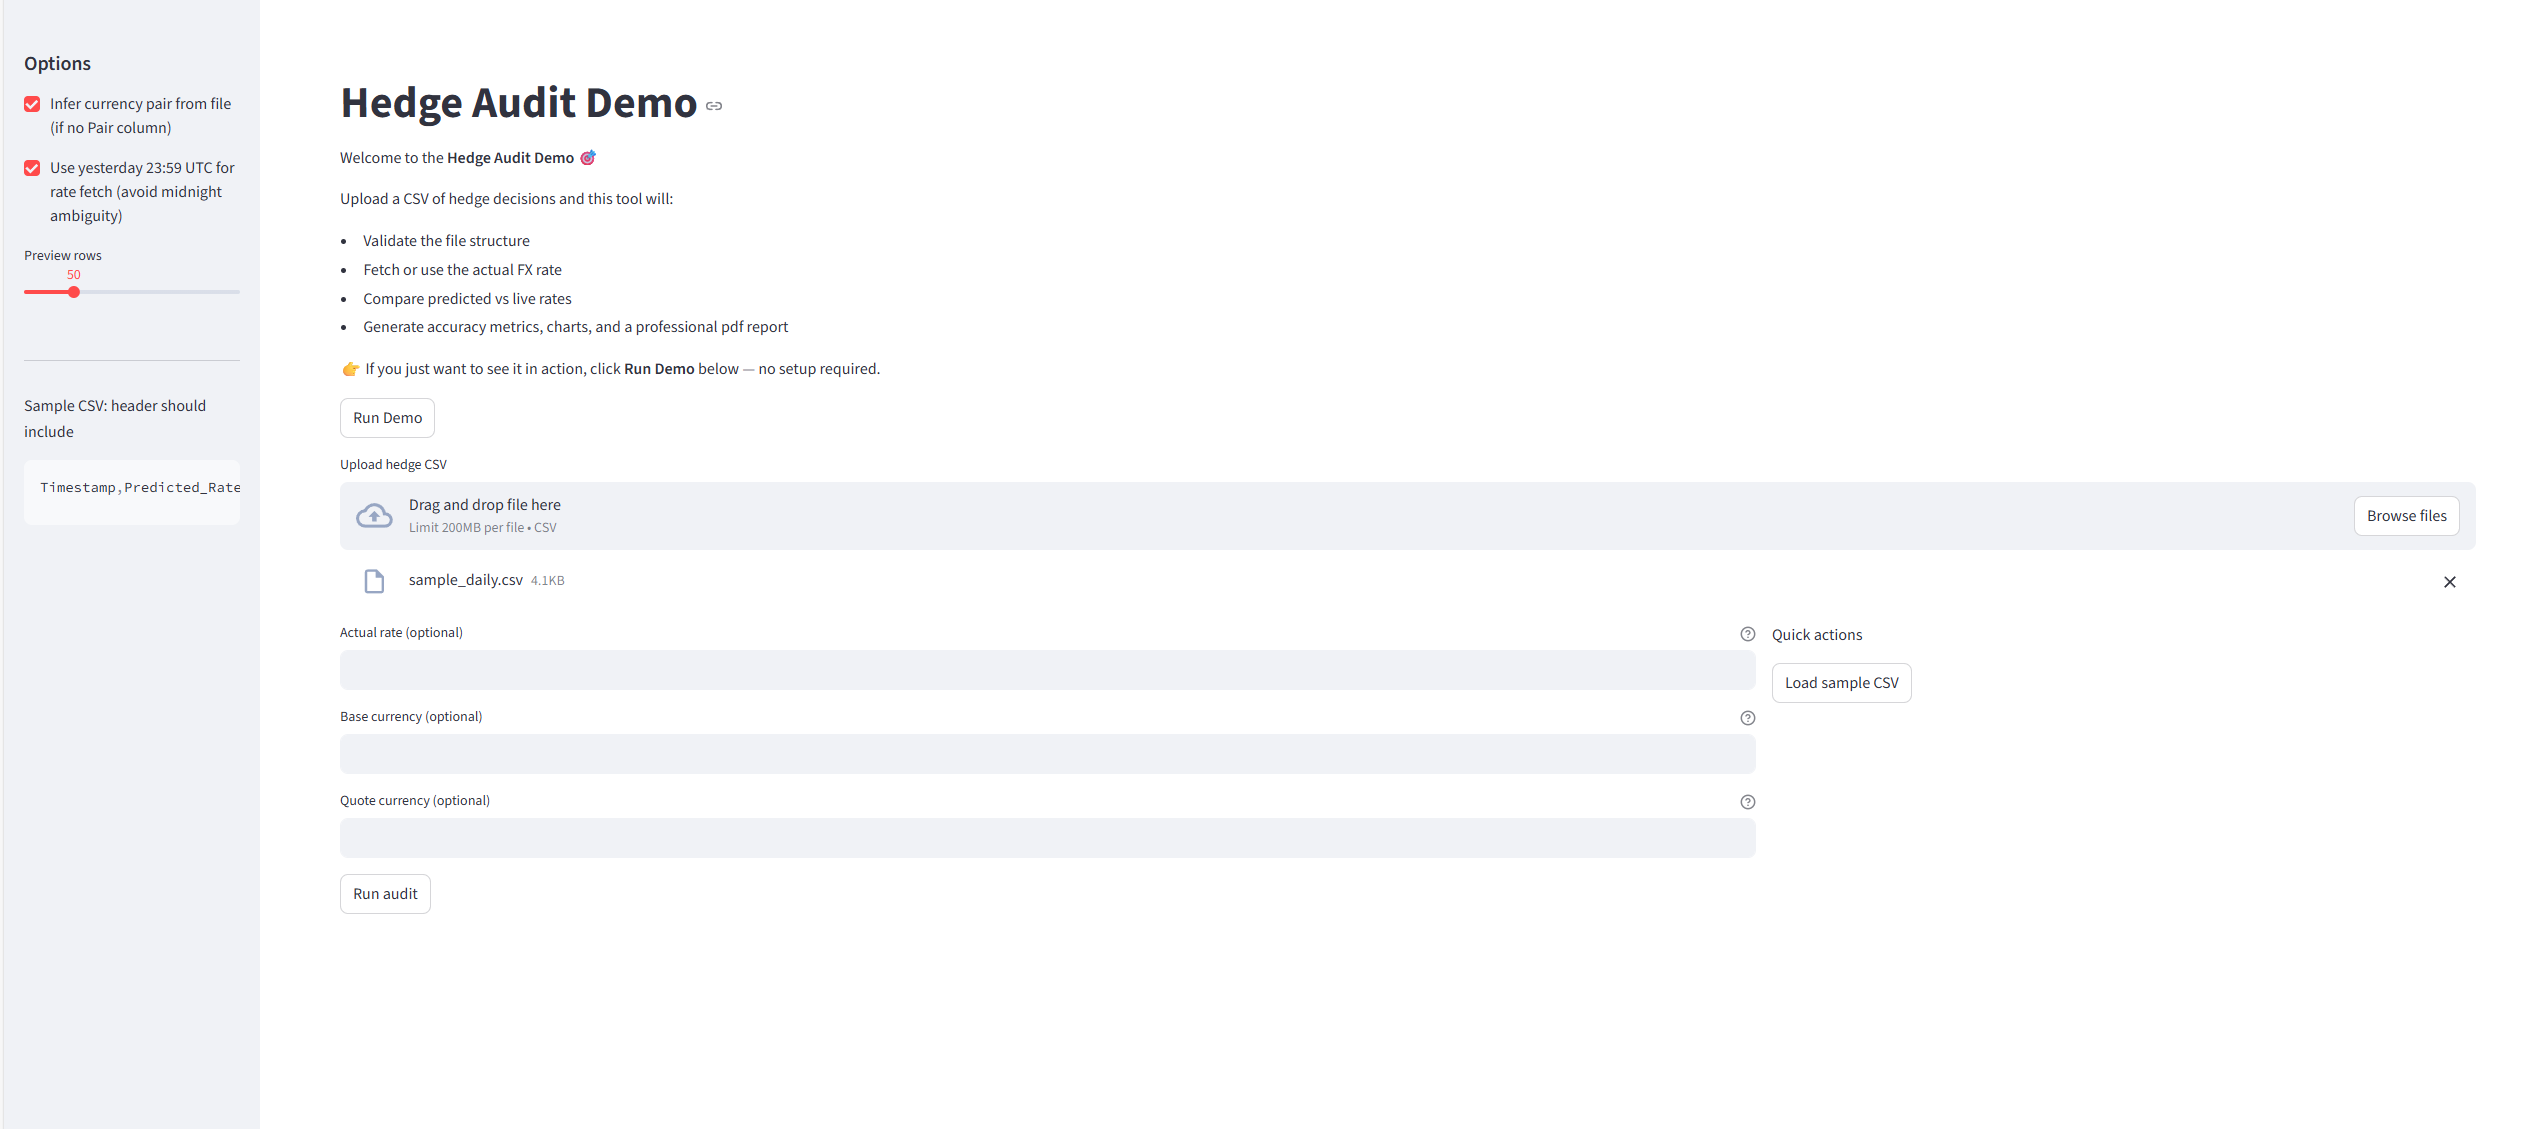 Options
Infer currency pair from file
(if no Pair column)
Use yesterday 23:59 UTC for
rate fetch (avoid midnight
ambiguity)
Preview rows
50
Sample CSV: header should
include
Timestamp,Predicted_Rate
Hedge Audit Demo
Welcome to the Hedge Audit Demo 🎯
Upload a CSV of hedge decisions and this tool will:
• Validate the file structure
• Fetch or use the actual FX rate
• Compare predicted vs live rates
• Generate accuracy metrics, charts, and a professional pdf report
👉 If you just want to see it in action, click Run Demo below — no setup required.
Run Demo
Upload hedge CSV
Drag and drop file here
Limit 200MB per file • CSV
Browse files
sample_daily.csv 4.1KB
Actual rate (optional)
Quick actions
Load sample CSV
Base currency (optional)
Quote currency (optional)
Run audit